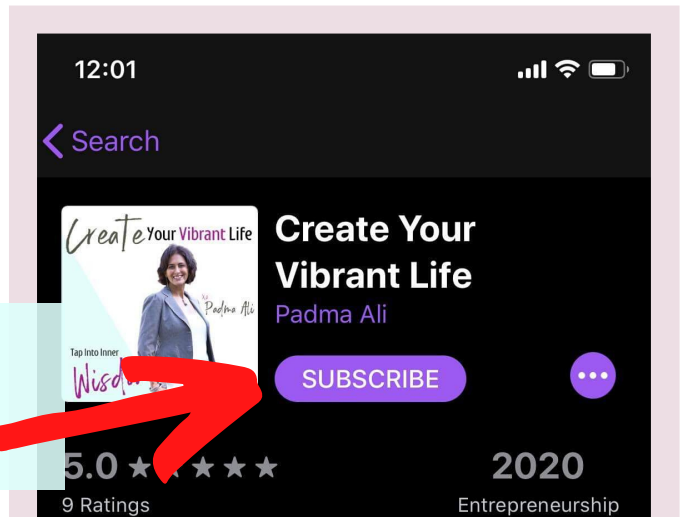 12:01
Search
Create Your Vibrant Life
Padma Ali
Tap Into Inner
Create Your
Vibrant Life
Padma Ali
SUBSCRIBE
5.0 ★ ★ ★ ★ ★
2020
9 Ratings
Entrepreneurship